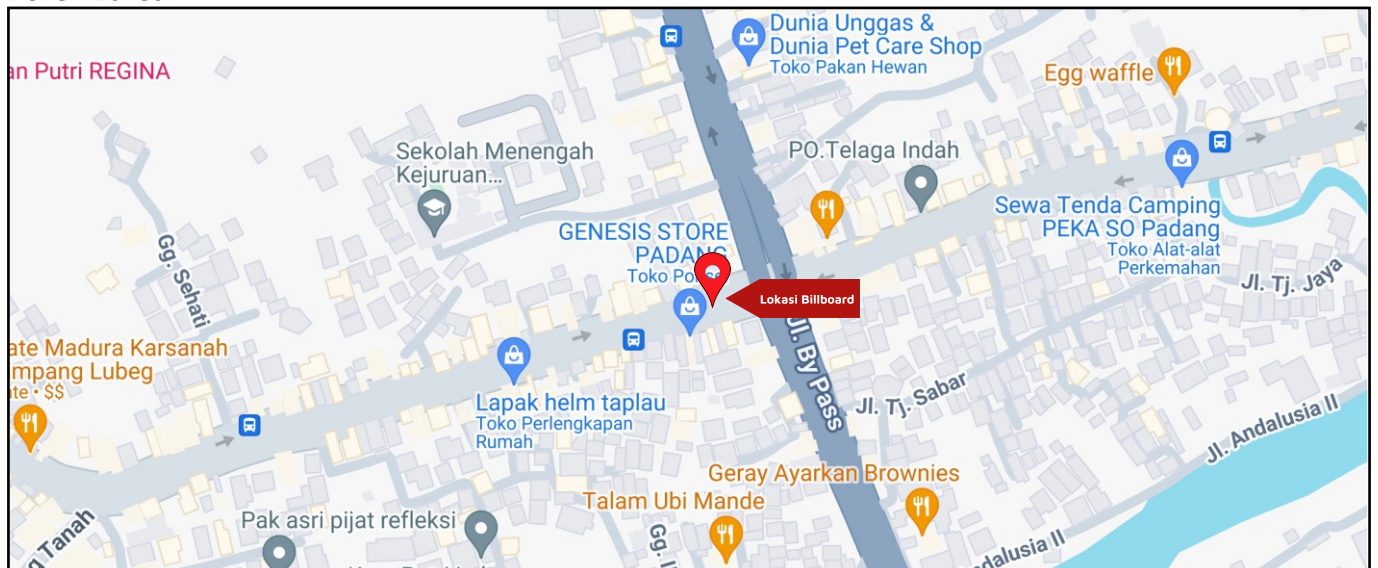 Dunia Unggas &
Dunia Pet Care Shop
Toko Pakan Hewan
an Putri REGINA
Egg waffle
Sekolah Menengah
Kejuruan...
PO.Telaga Indah
GENESIS STORE
PADANG
Sewa Tenda Camping
PEKA SO Padang
Toko Alat-alat
Perkemahan
Gg. Sehati
Jl. Tj. Jaya
Lokasi Billboard
ate Madura Karsanah
mpang Lubeg
Jl. By Pass
Jl. Tj. Sabar
Lapak helm taplau
Toko Perlengkapan
Rumah
Jl. Andalusia II
Geray Ayarkan Brownies
Talam Ubi Mande
Pak asri pijat refleksi
g Tanah
dalusia II